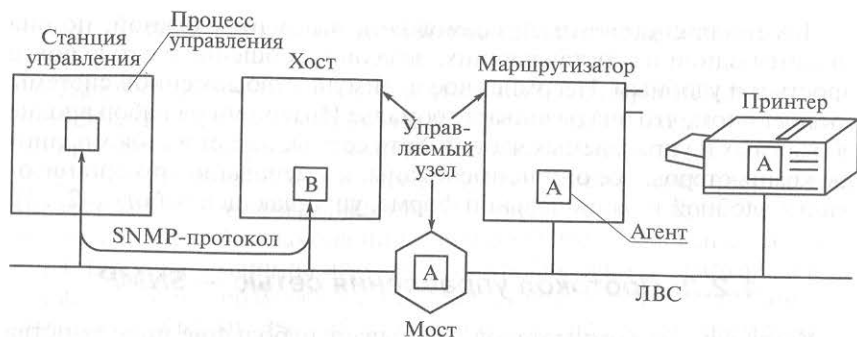 Процесс
управления
Станция
управления
Хост
Маршрутизатор
Принтер
Управ-
ляемый
узел
А
В
А
Агент
SNMP-протокол
А
ЛВС
Мост